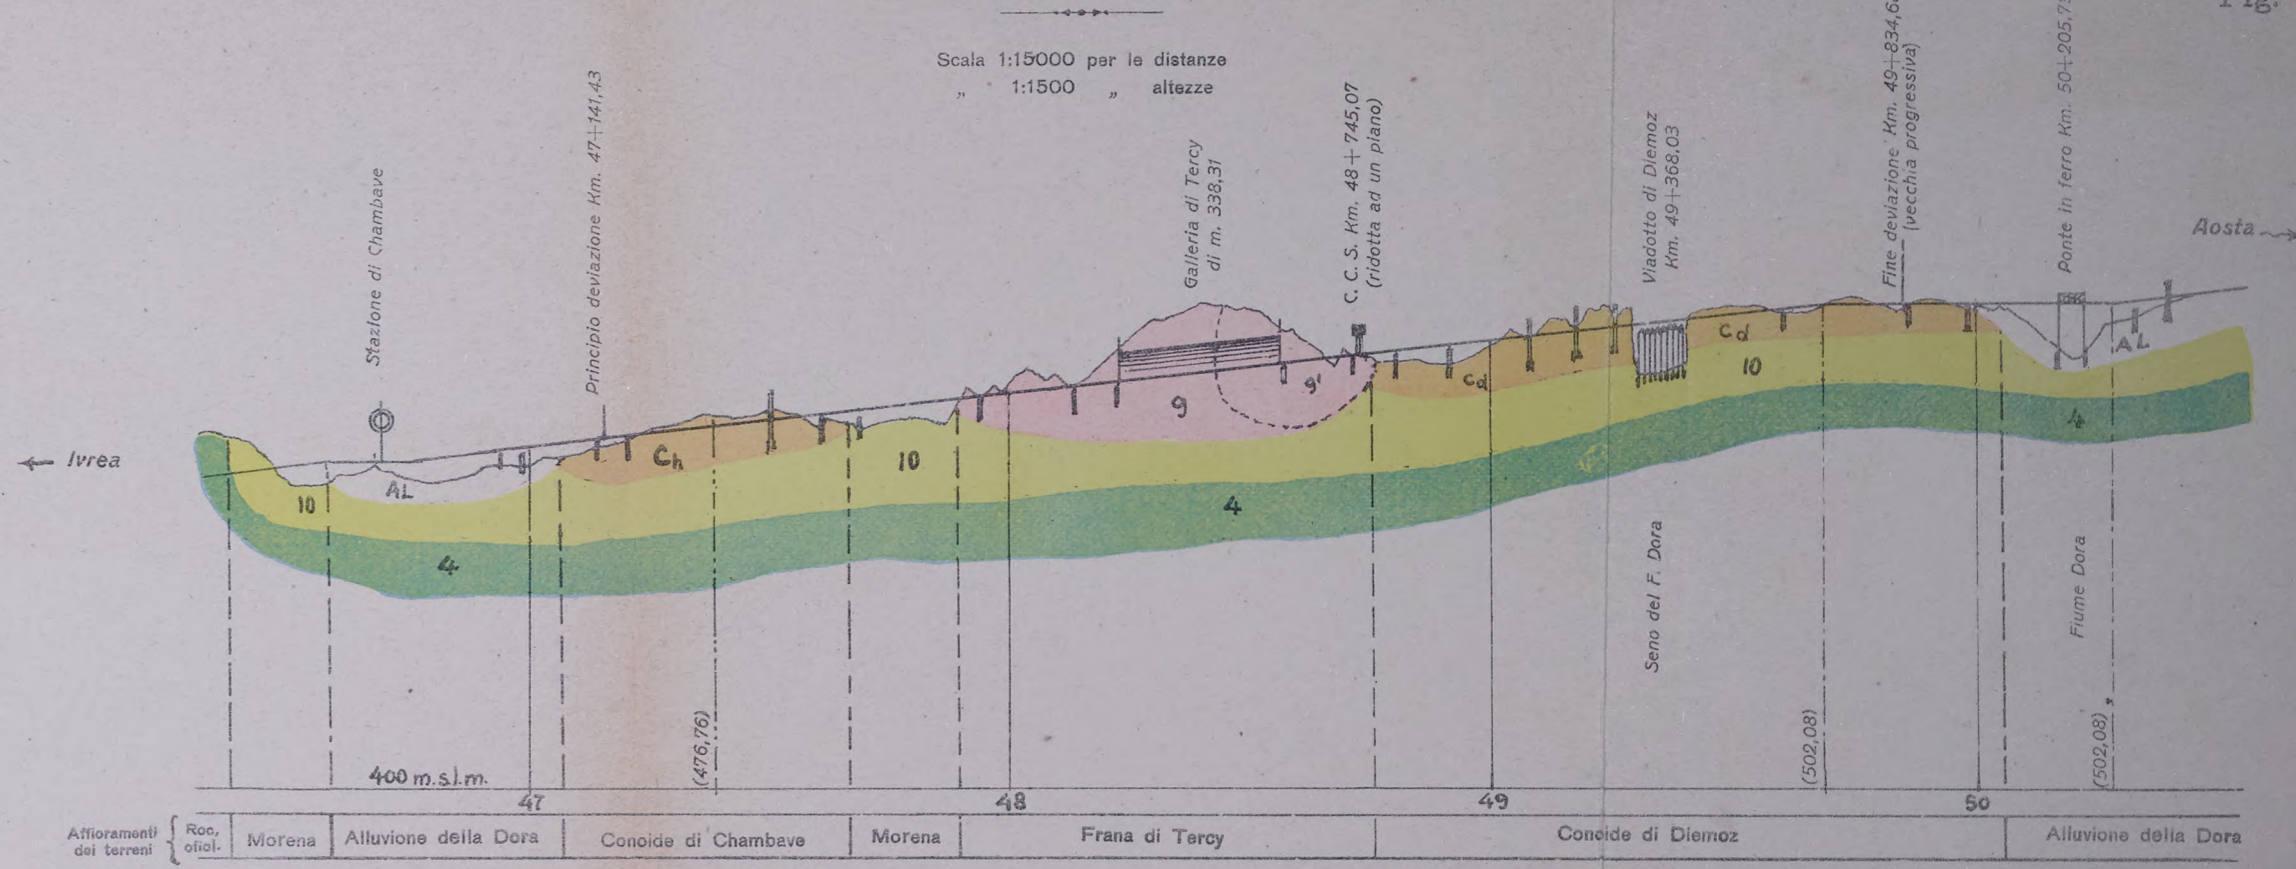 Fig.
Scala 1:15000 per le distanze
„ 1:1500 „ altezze
Stazione di Chambave
Principio deviazione Km. 47+141,43
Galleria di Tercy
di m. 338,31
C. C. S. Km. 48+745,07
(ridotta ad un piano)
Viadotto di Diemoz
Km. 49+368,03
Fine deviazione Km. 49+834,6
(vecchia progressiva)
Ponte in ferro Km. 50+205,7
Aosta
Ivrea
10
AL
4
Ch
10
9
9'
4
Cd
Cd
10
AL
4
Seno del F. Dora
Fiume Dora
(476,76)
(502,08)
(502,08)
400 m.s.l.m.
47
48
49
50
Affioramenti
dei terreni
Roc.
ofiol.
Morena
Alluvione della Dora
Conoide di Chambave
Morena
Frana di Tercy
Conoide di Diemoz
Alluvione della Dora